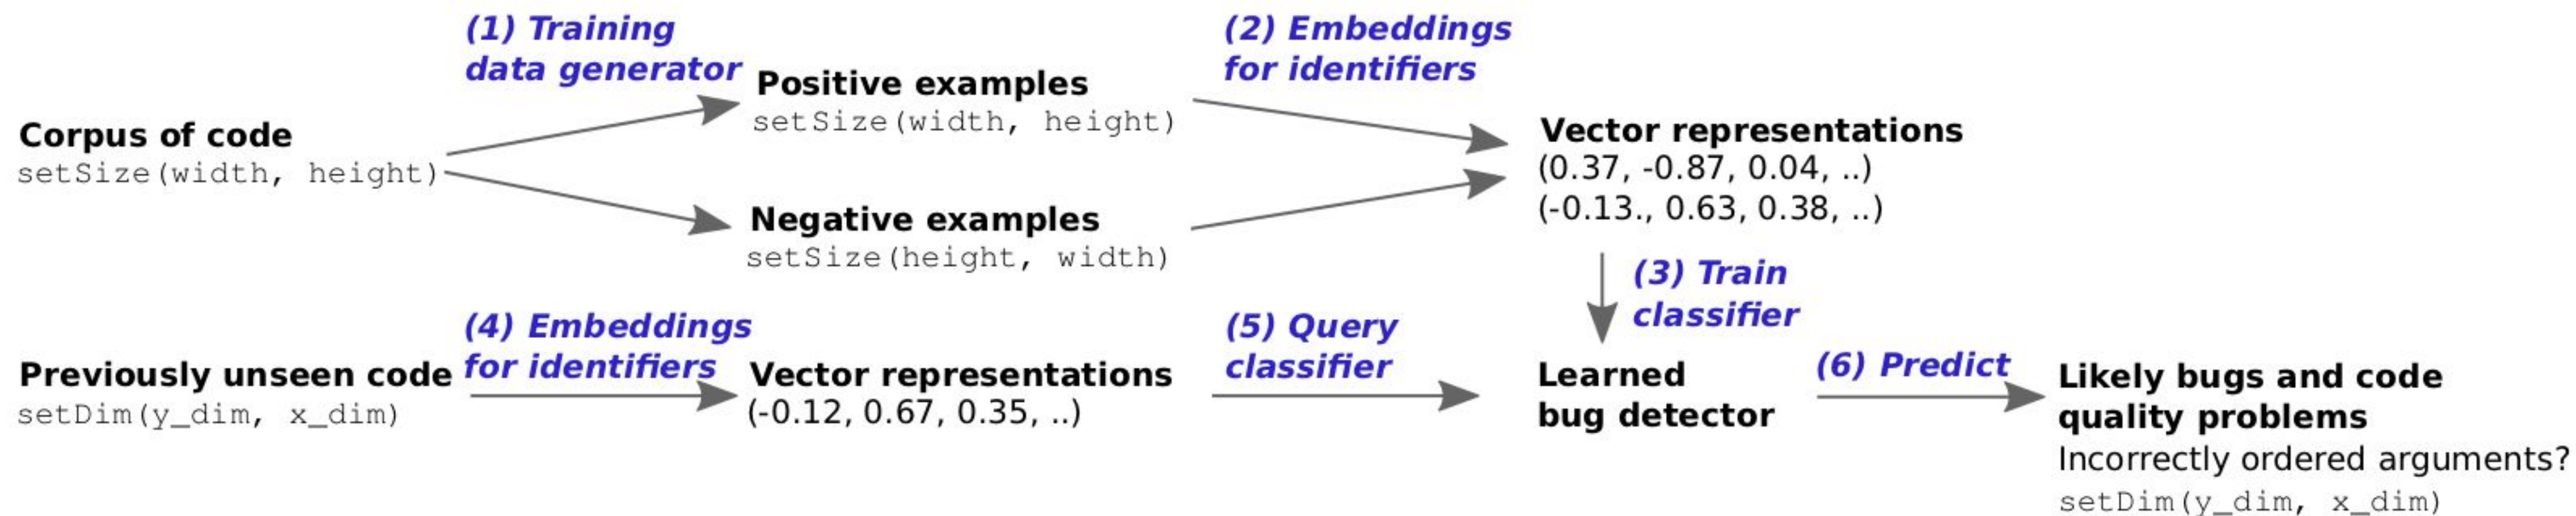 (1) Training
data generator
(2) Embeddings
for identifiers
Positive examples
setSize(width, height)
Corpus of code
setSize(width, height)
Vector representations
(0.37, -0.87, 0.04, ..)
(-0.13., 0.63, 0.38, ..)
Negative examples
setSize(height, width)
(3) Train
classifier
(4) Embeddings
for identifiers
(5) Query
classifier
(6) Predict
Previously unseen code
setDim(y_dim, x_dim)
Vector representations
(-0.12, 0.67, 0.35, ..)
Learned
bug detector
Likely bugs and code
quality problems
Incorrectly ordered arguments?
setDim(y_dim, x_dim)